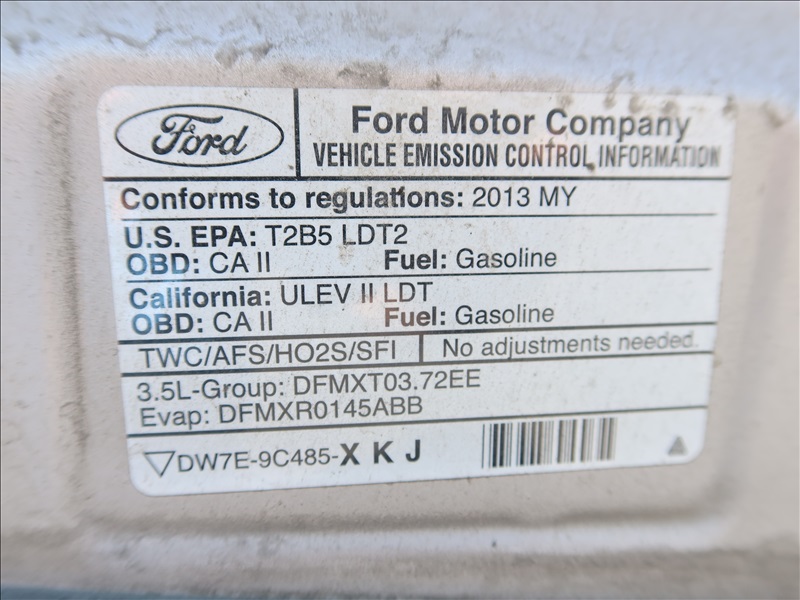 Ford
Ford Motor Company
VEHICLE EMISSION CONTROL INFORMATION
Conforms to regulations: 2013 MY
U.S. EPA: T2B5 LDT2
OBD: CA II Fuel: Gasoline
California: ULEV II LDT
OBD: CA II Fuel: Gasoline
TWC/AFS/HO2S/SFI No adjustments needed.
3.5L-Group: DFMXT03.72EE
Evap: DFMXR0145ABB
DW7E-9C485-X K J